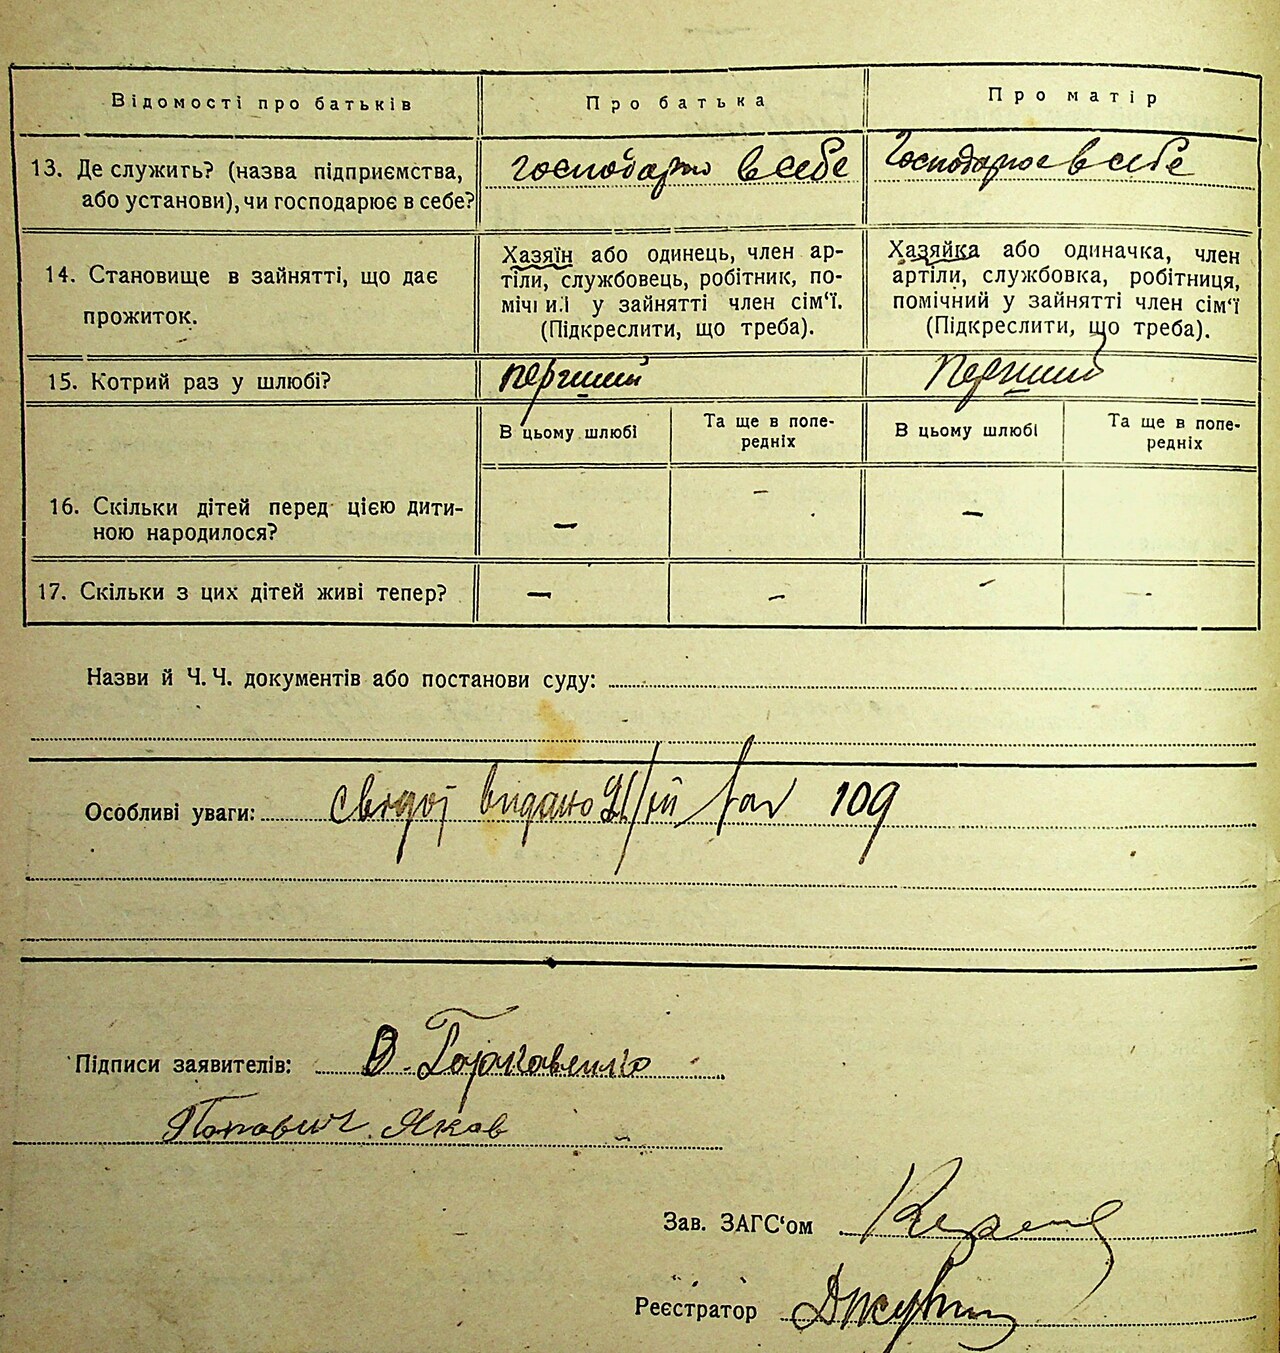 Відомості про батьків
Про батька
Про матір
13. Де служить? (назва підприємства,
або установи), чи господарює в себе?
господарює в себе
Господарює в себе
14. Становище в зайнятті, що дає
прожиток.
Хазяїн або одинець, член ар-
тіли, службовець, робітник, по-
мічни.і у зайнятті член сім‘ї.
(Підкреслити, що треба).
Хазяйка або одиначка, член
артіли, службовка, робітниця,
помічний у зайнятті член сім‘ї
(Підкреслити, що треба).
15. Котрий раз у шлюбі?
перший
Перший
В цьому шлюбі
Та ще в попе-
редніх
В цьому шлюбі
Та ще в попе-
редніх
16. Скільки дітей перед цією дити-
ною народилося?
–
–
–
17. Скільки з цих дітей живі тепер?
–
–
–
-
Назви й Ч. Ч. документів або постанови суду:
Особливі уваги: видано 109
Підписи заявителів: В. Горковенко
Попович Яков
Зав. ЗАГС‘ом
Реєстратор